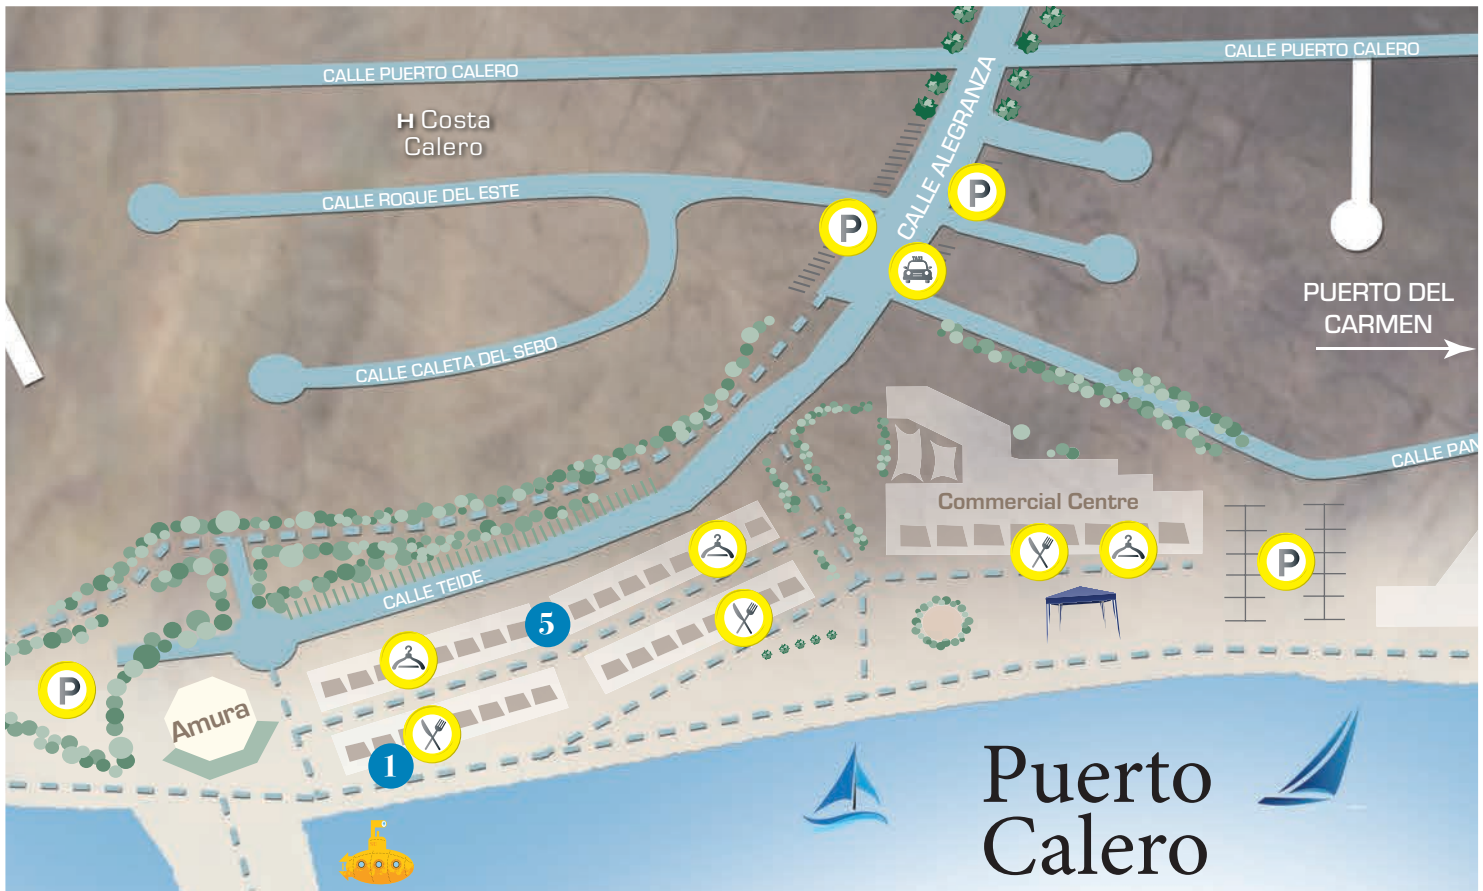 CALLE PUERTO CALERO
CALLE PUERTO CALERO
CALLE ALEGRANZA
H Costa
Calero
CALLE ROQUE DEL ESTE
P
P
TAXI
PUERTO DEL
CARMEN
CALLE CALETA DEL SEBO
CALLE PAN
Commercial Centre
P
CALLE TEIDE
5
P
Amura
1
Puerto
Calero